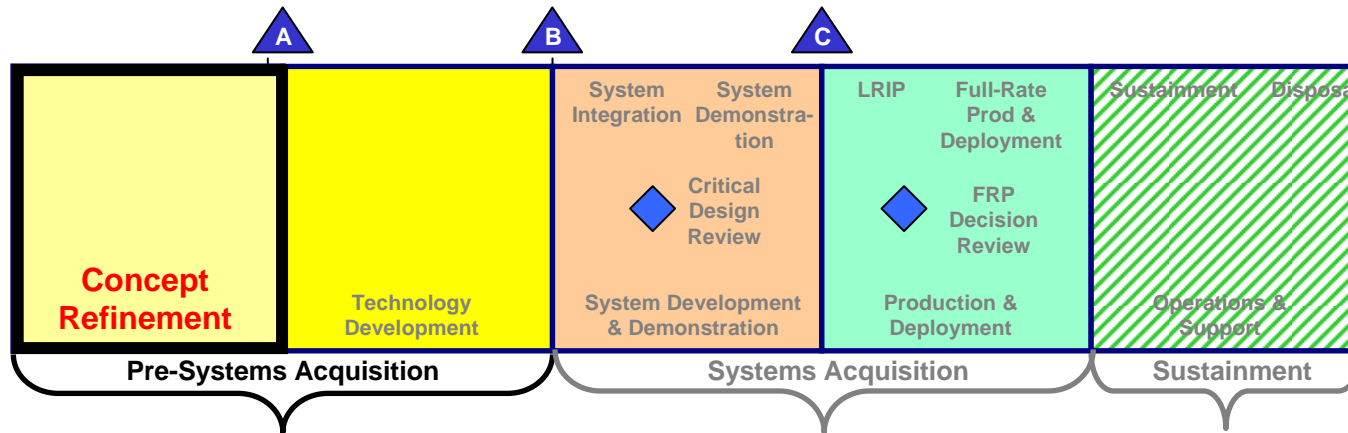 A
B
C
System
Integration
System
Demonstra-
tion
Critical
Design
Review
LRIP
Full-Rate
Prod &
Deployment
FRP
Decision
Review
Sustainment
Disposa
Concept
Refinement
Technology
Development
System Development
& Demonstration
Production &
Deployment
Operations &
Support
Pre-Systems Acquisition
Systems Acquisition
Sustainment